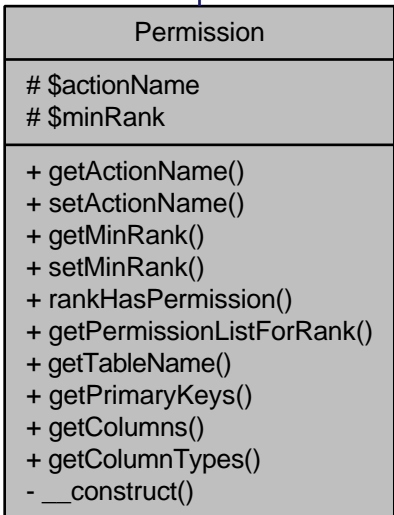 Permission
# $actionName
# $minRank
+ getActionName()
+ setActionName()
+ getMinRank()
+ setMinRank()
+ rankHasPermission()
+ getPermissionListForRank()
+ getTableName()
+ getPrimaryKeys()
+ getColumns()
+ getColumnTypes()
- __construct()